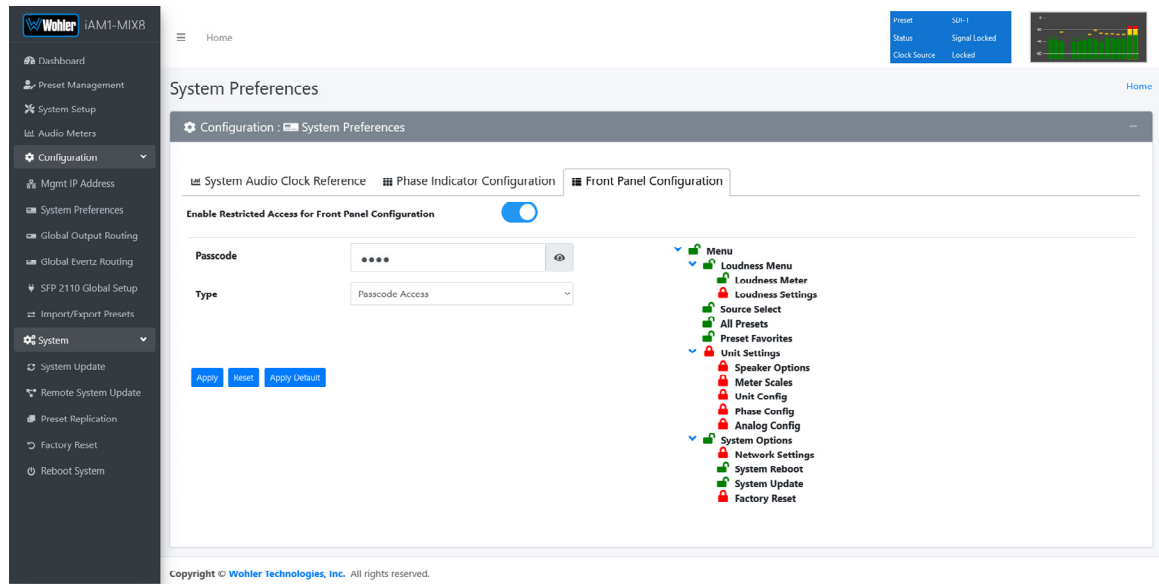 Wohler iAM1-MIX8
Dashboard
Preset Management
System Setup
Audio Meters
Configuration
Mgmt IP Address
System Preferences
Global Output Routing
Global Evertz Routing
SFP 2110 Global Setup
Import/Export Presets
System
System Update
Remote System Update
Preset Replication
Factory Reset
Reboot System
Home
Preset SDI-1
Status Signal Locked
Clock Source Locked
System Preferences
Home
Configuration : System Preferences
System Audio Clock Reference Phase Indicator Configuration Front Panel Configuration
Enable Restricted Access for Front Panel Configuration
Passcode ●●●●
Type Passcode Access
Apply Reset Apply Default
Menu
Loudness Menu
Loudness Meter
Loudness Settings
Source Select
All Presets
Preset Favorites
Unit Settings
Speaker Options
Meter Scales
Unit Config
Phase Config
Analog Config
System Options
Network Settings
System Reboot
System Update
Factory Reset
Copyright © Wohler Technologies, Inc. All rights reserved.